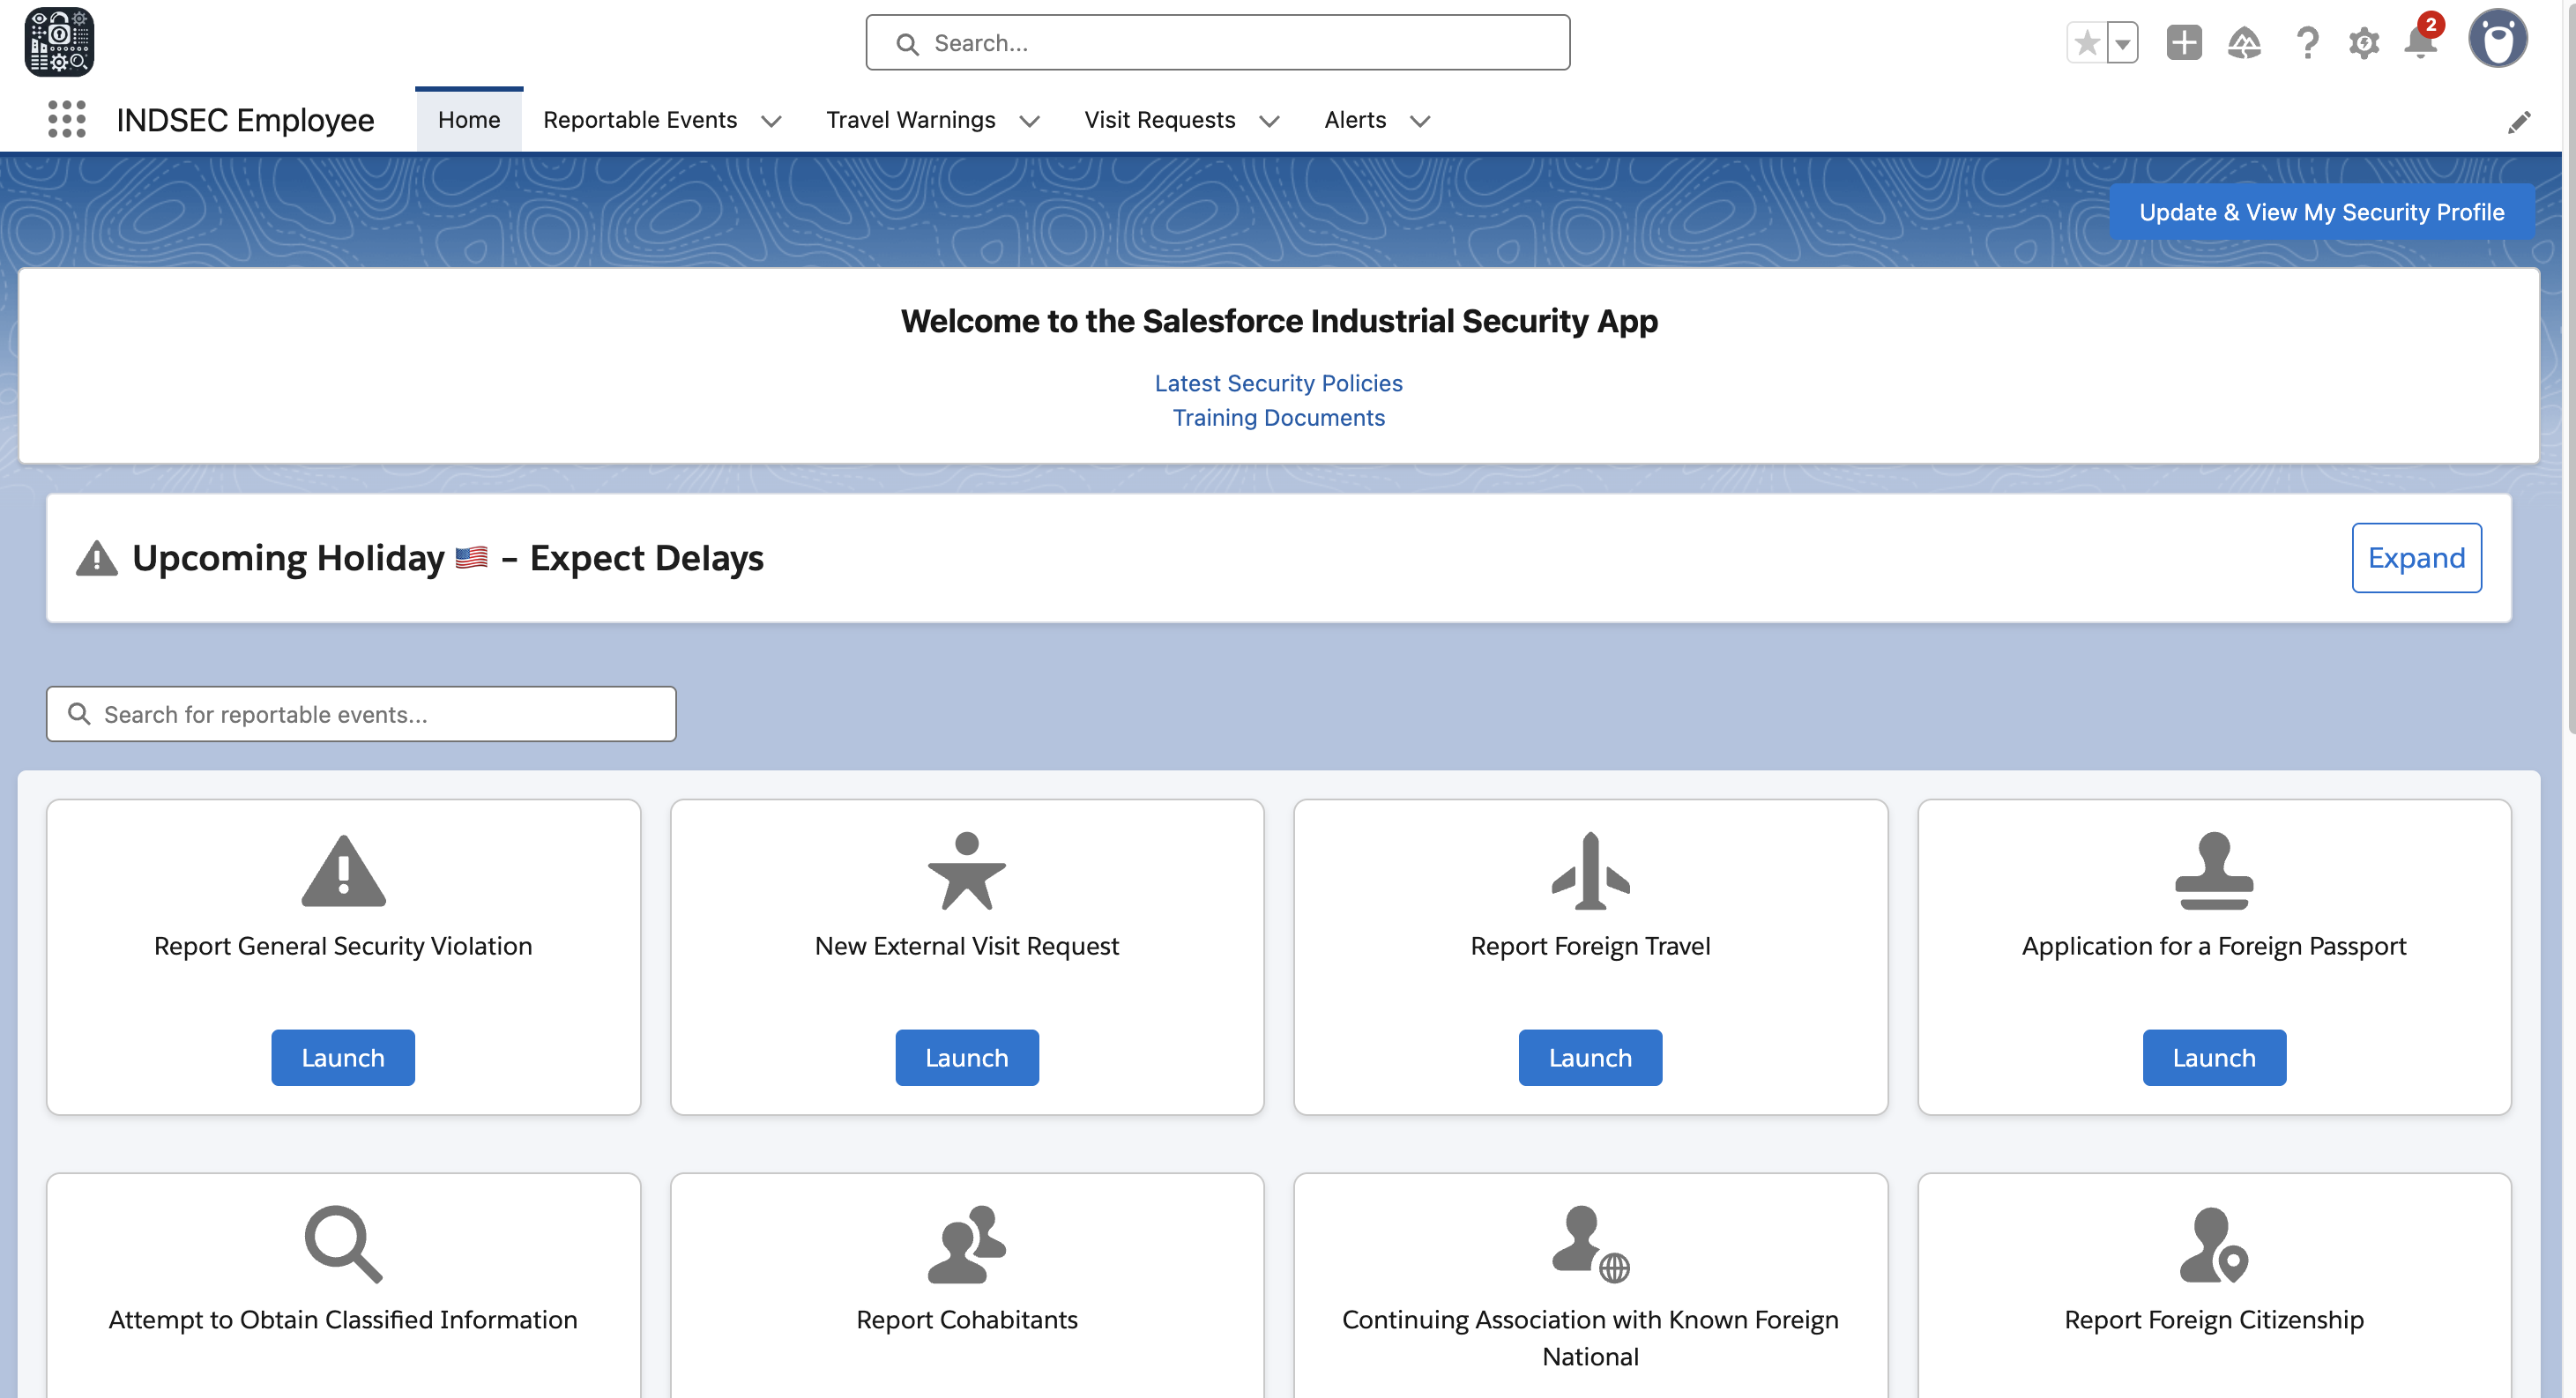 Search...
2
INDSEC Employee
Home
Reportable Events
Travel Warnings
Visit Requests
Alerts
Update & View My Security Profile
Welcome to the Salesforce Industrial Security App
Latest Security Policies
Training Documents
Upcoming Holiday 🇺🇸 – Expect Delays
Expand
Search for reportable events...
Report General Security Violation
Launch
New External Visit Request
Launch
Report Foreign Travel
Launch
Application for a Foreign Passport
Launch
Attempt to Obtain Classified Information
Report Cohabitants
Continuing Association with Known Foreign
National
Report Foreign Citizenship